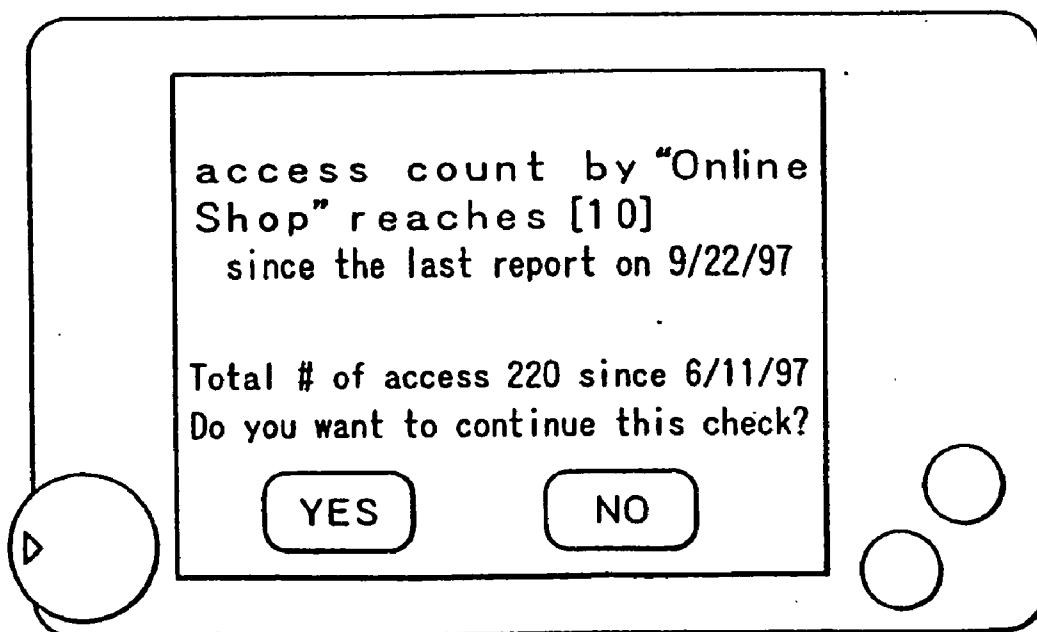 access count by “Online
Shop” reaches [10]
since the last report on 9/22/97
Total # of access 220 since 6/11/97
Do you want to continue this check?
YES NO